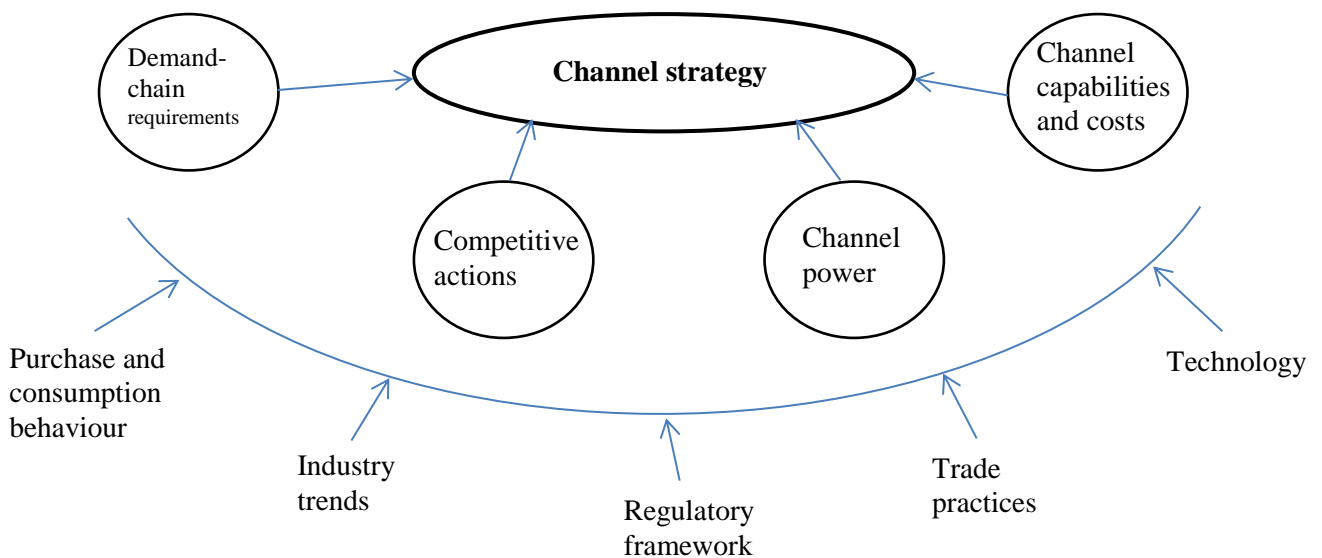 Demand-
chain
requirements
Channel strategy
Channel
capabilities
and costs
Competitive
actions
Channel
power
Purchase and
consumption
behaviour
Industry
trends
Regulatory
framework
Trade
practices
Technology